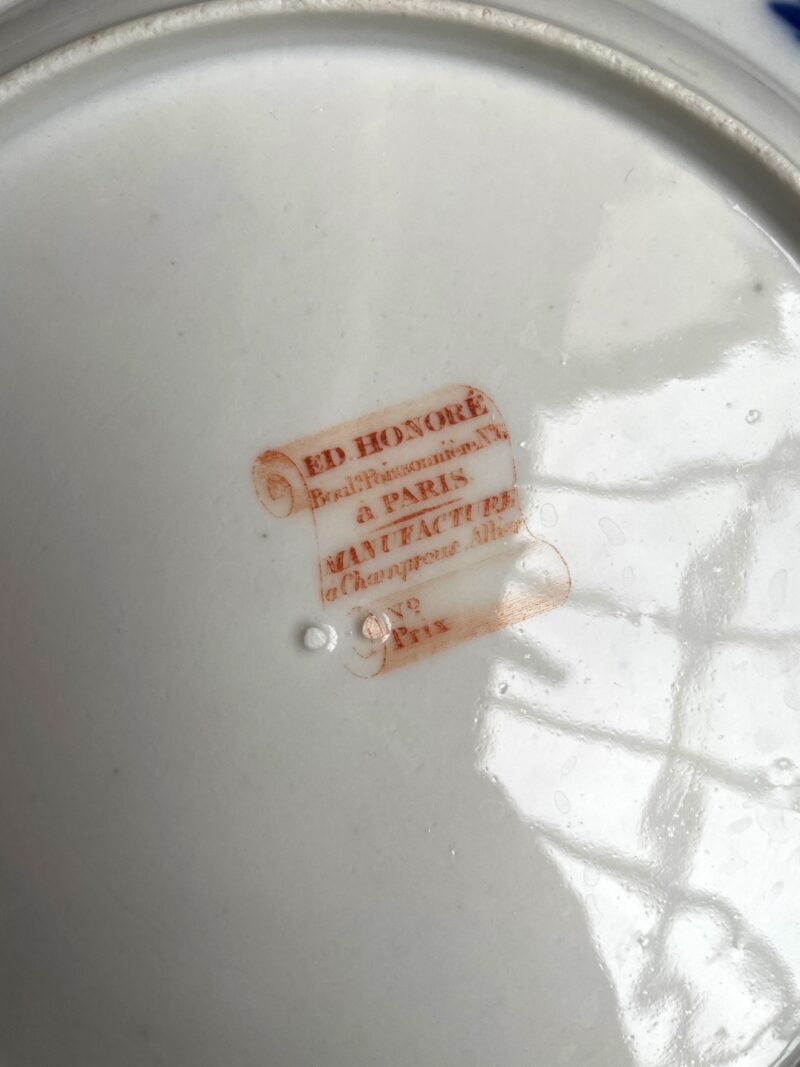 ED. HONORÉ
Boul.t Poissonnière N.o
à PARIS
MANUFACTURE
a Champroux Allier
N.o
Prix